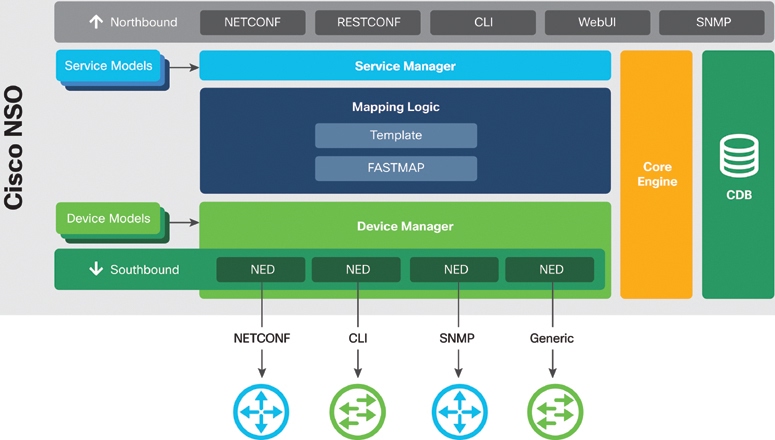 Cisco NSO
Northbound
NETCONF
RESTCONF
CLI
WebUI
SNMP
Service Models
Service Manager
Mapping Logic
Template
FASTMAP
Core
Engine
CDB
Device Models
Device Manager
Southbound
NED
NED
NED
NED
NETCONF
CLI
SNMP
Generic